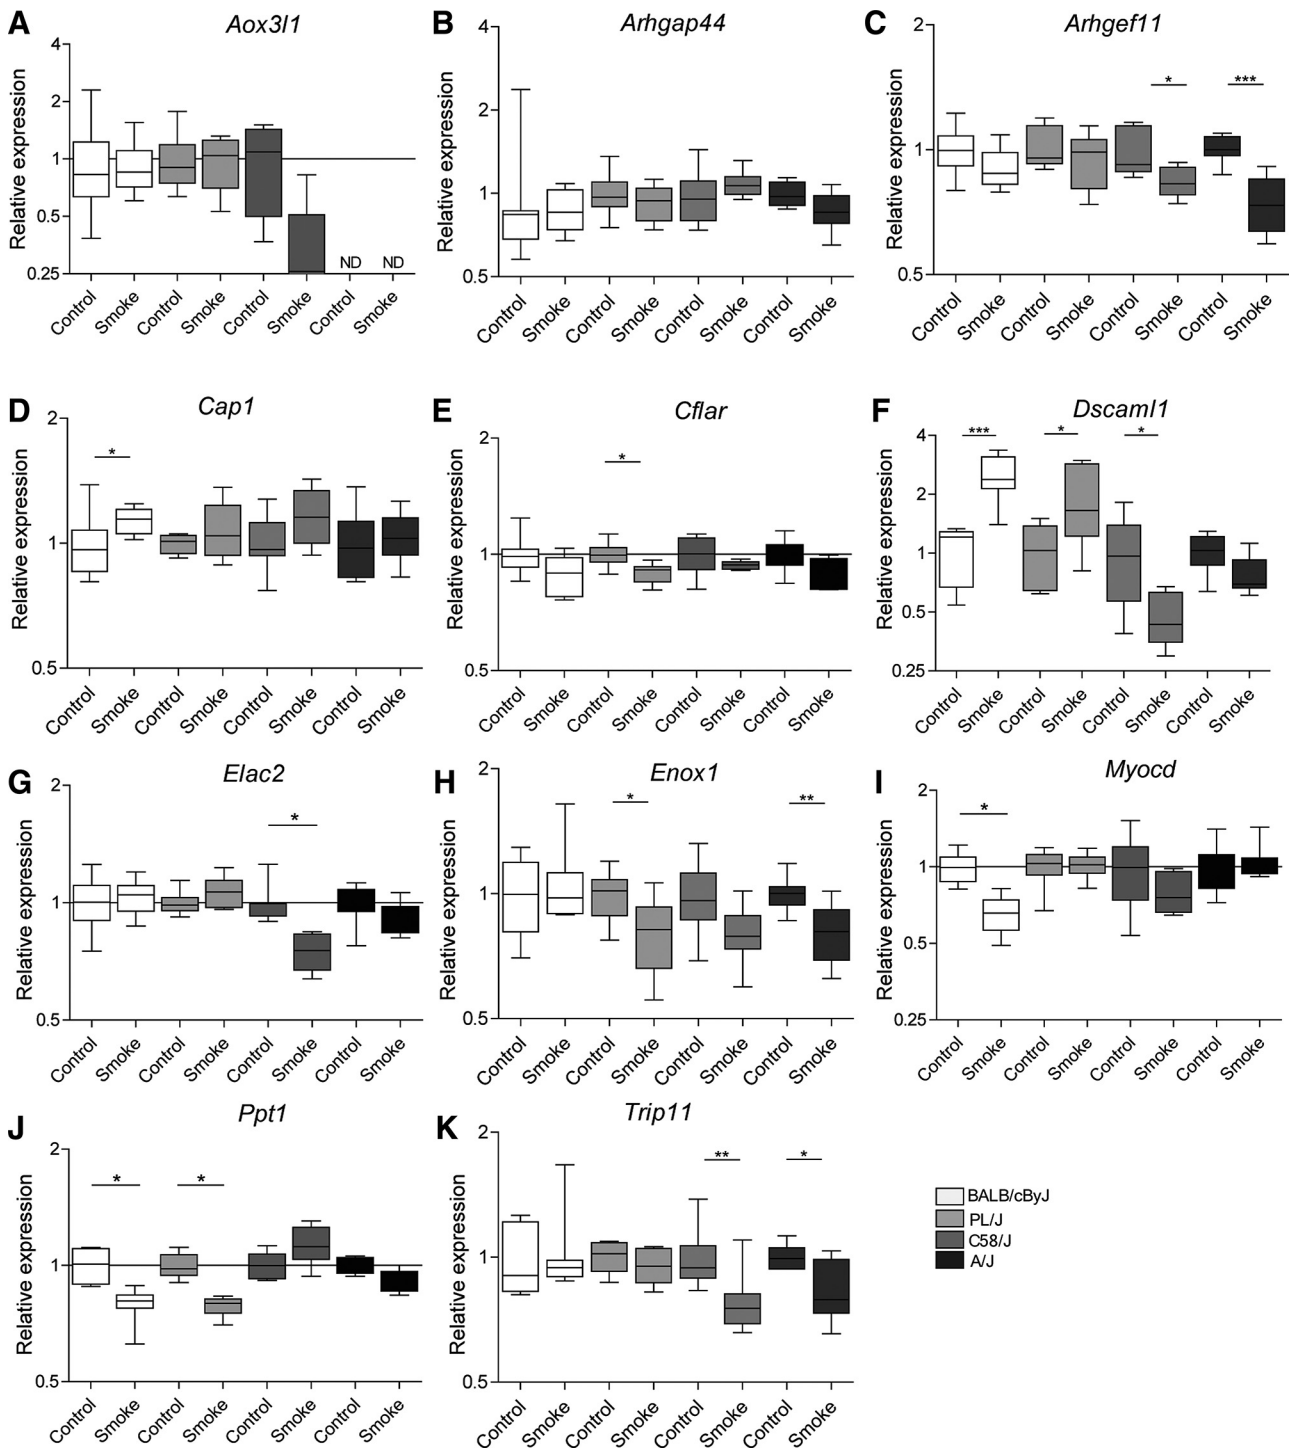 A
Aox3l1
Relative expression
4
2
1
0.5
0.25
ND ND
Control Smoke Control Smoke Control Smoke Control Smoke
B
Arhgap44
Relative expression
4
2
1
0.5
Control Smoke Control Smoke Control Smoke Control Smoke
C
Arhgef11
Relative expression
2
1
0.5
* ***
Control Smoke Control Smoke Control Smoke Control Smoke
D
Cap1
Relative expression
2
1
0.5
*
Control Smoke Control Smoke Control Smoke Control Smoke
E
Cflar
Relative expression
2
1
0.5
*
Control Smoke Control Smoke Control Smoke Control Smoke
F
Dscaml1
Relative expression
4
2
1
0.5
0.25
*** * *
Control Smoke Control Smoke Control Smoke Control Smoke
G
Elac2
Relative expression
2
1
0.5
*
Control Smoke Control Smoke Control Smoke Control Smoke
H
Enox1
Relative expression
2
1
0.5
* **
Control Smoke Control Smoke Control Smoke Control Smoke
I
Myocd
Relative expression
2
1
0.5
0.25
*
Control Smoke Control Smoke Control Smoke Control Smoke
J
Ppt1
Relative expression
2
1
0.5
* *
Control Smoke Control Smoke Control Smoke Control Smoke
K
Trip11
Relative expression
2
1
0.5
** *
Control Smoke Control Smoke Control Smoke Control Smoke
BALB/cByJ
PL/J
C58/J
A/J